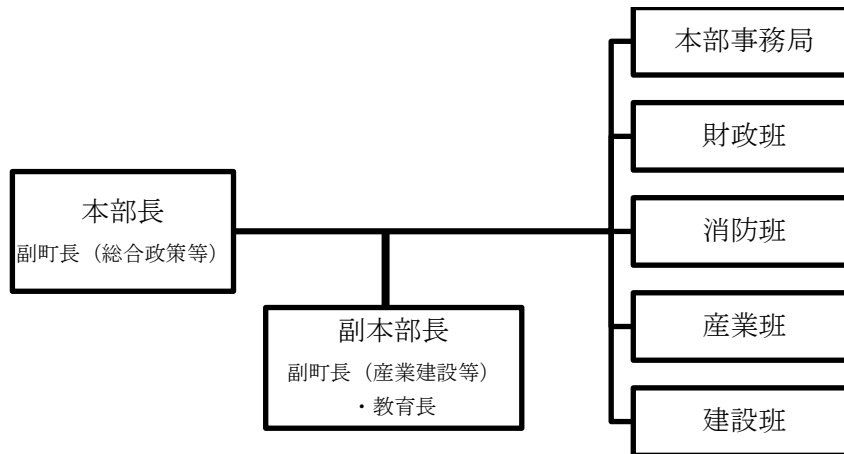 本部事務局
財政班
本部長
副町長（総合政策等）
消防班
産業班
副本部長
副町長（産業建設等）
・教育長
建設班